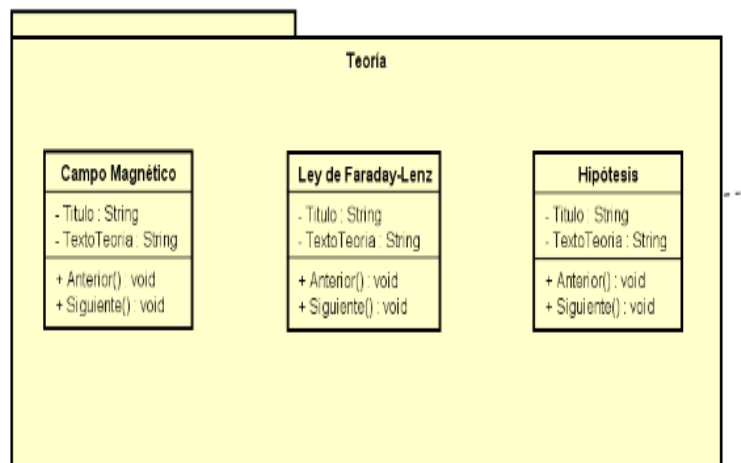 Teoría
Campo Magnético
- Titulo : String
- TextoTeoria : String
+ Anterior() : void
+ Siguiente() : void
Ley de Faraday-Lenz
- Titulo : String
- TextoTeoria : String
+ Anterior() : void
+ Siguiente() : void
Hipótesis
- Titulo : String
- TextoTeoria : String
+ Anterior() : void
+ Siguiente() : void